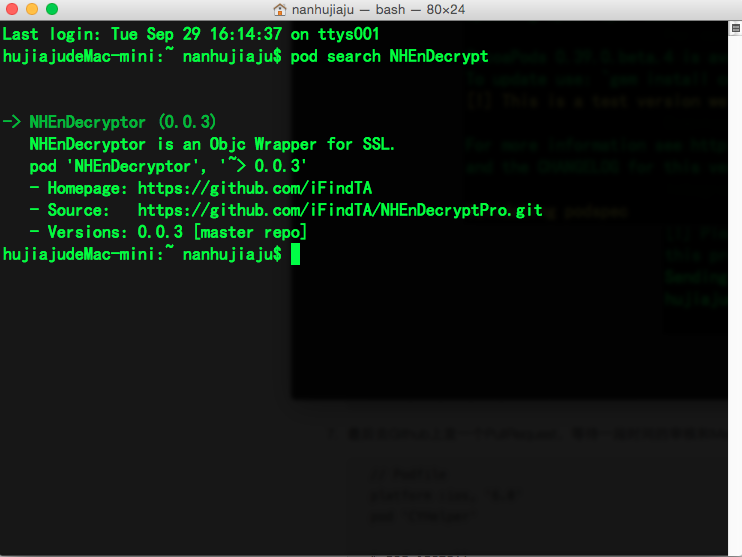 nanhujiaju — bash — 80×24
Last login: Tue Sep 29 16:14:37 on ttys001
hujiajudeMac-mini:~ nanhujiaju$ pod search NHEnDecrypt
-> NHEnDecryptor (0.0.3)
NHEnDecryptor is an Objc Wrapper for SSL.
pod 'NHEnDecryptor', '~> 0.0.3'
- Homepage: https://github.com/iFindTA
- Source: https://github.com/iFindTA/NHEnDecryptPro.git
- Versions: 0.0.3 [master repo]
hujiajudeMac-mini:~ nanhujiaju$